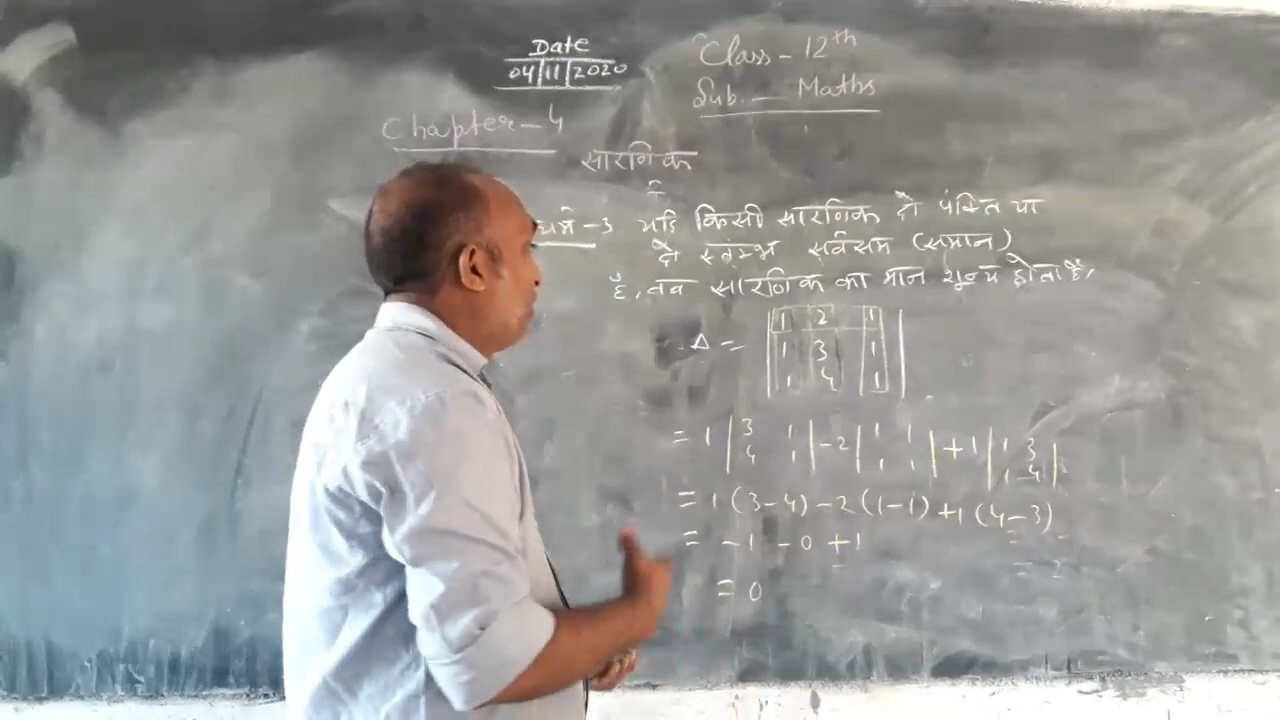 Date
04/11/2020
Class - 12th
Sub. — Maths
Chapter - 4
सारणिक
-3 यदि किसी सारणिक दो पंक्ति या
दो स्तंम्भ सर्वसम (समान)
हैं, तब सारणिक का मान शून्य होता है,
Δ = | 1 2 1 |
| 1 3 1 |
| 1 4 1 |
= 1 | 3 1 | - 2 | 1 1 | + 1 | 1 3 |
| 4 1 | | 1 1 | | 1 4 |
= 1 (3-4) - 2 (1-1) + 1 (4-3)
= -1 - 0 + 1
= 0